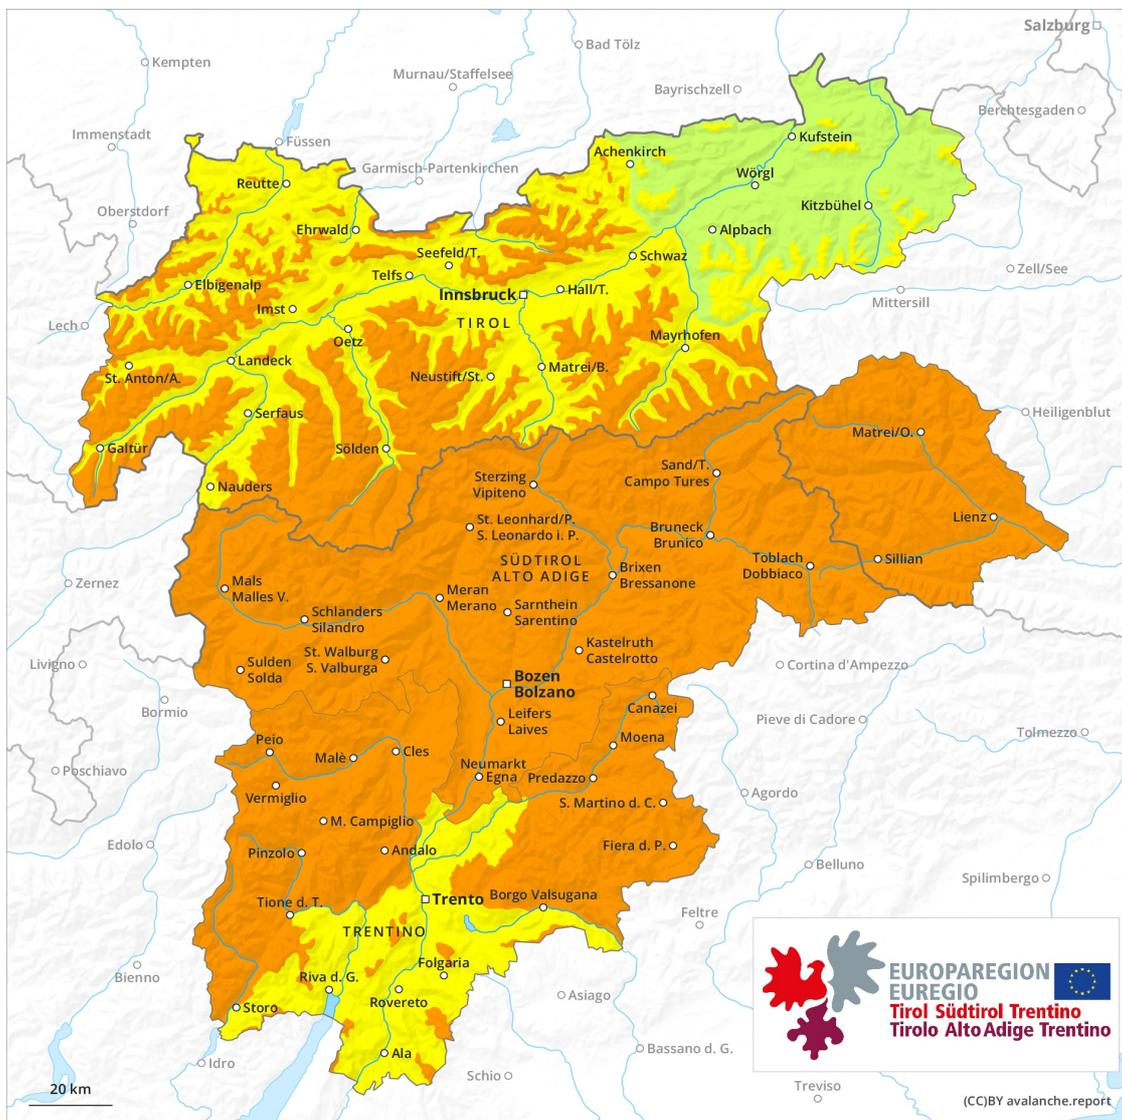 Salzburg
Bad Tölz
Kempten
Murnau/Staffelsee
Bayrischzell
Berchtesgaden
Immenstadt
Füssen
Kufstein
Achenkirch
Garmisch-Partenkirchen
Wörgl
Reutte
Kitzbühel
Oberstdorf
Ehrwald
Alpbach
Seefeld/T.
Schwaz
Zell/See
Telfs
Elbigenalp
Innsbruck
Hall/T.
Mittersill
Imst
TIROL
Lech
Oetz
Mayrhofen
Landeck
Matrei/B.
St. Anton/A.
Neustift/St.
Serfaus
Heiligenblut
Matrei/O.
Galtür
Sölden
Sand/T.
Campo Tures
Sterzing
Vipiteno
Nauders
Lienz
St. Leonhard/P.
S. Leonardo i. P.
Bruneck
Brunico
SÜDTIROL
ALTO ADIGE
Toblach
Dobbiaco
Sillian
Brixen
Bressanone
Zernez
Mals
Malles V.
Meran
Merano
Sarnthein
Sarentino
Schlanders
Silandro
Kastelruth
Castelrotto
St. Walburg
S. Valburga
Livigno
Sulden
Solda
Cortina d'Ampezzo
Bozen
Bolzano
Bormio
Canazei
Leifers
Laives
Pieve di Cadore
Tolmezzo
Peio
Moena
Cles
Malè
Neumarkt
Egna
Predazzo
Poschiavo
Vermiglio
Agordo
S. Martino d. C.
M. Campiglio
Edolo
Fiera d. P.
Pinzolo
Andalo
Belluno
Spilimbergo
Borgo Valsugana
Trento
Tione d. T.
Feltre
TRENTINO
Folgaria
Bienno
Riva d. G.
Rovereto
Asiago
Storo
EUROPAREGION
EUREGIO
Tirol Südtirol Trentino
Tirolo Alto Adige Trentino
Ala
Bassano d. G.
Idro
Schio
20 km
Treviso
(CC)BY avalanche.report